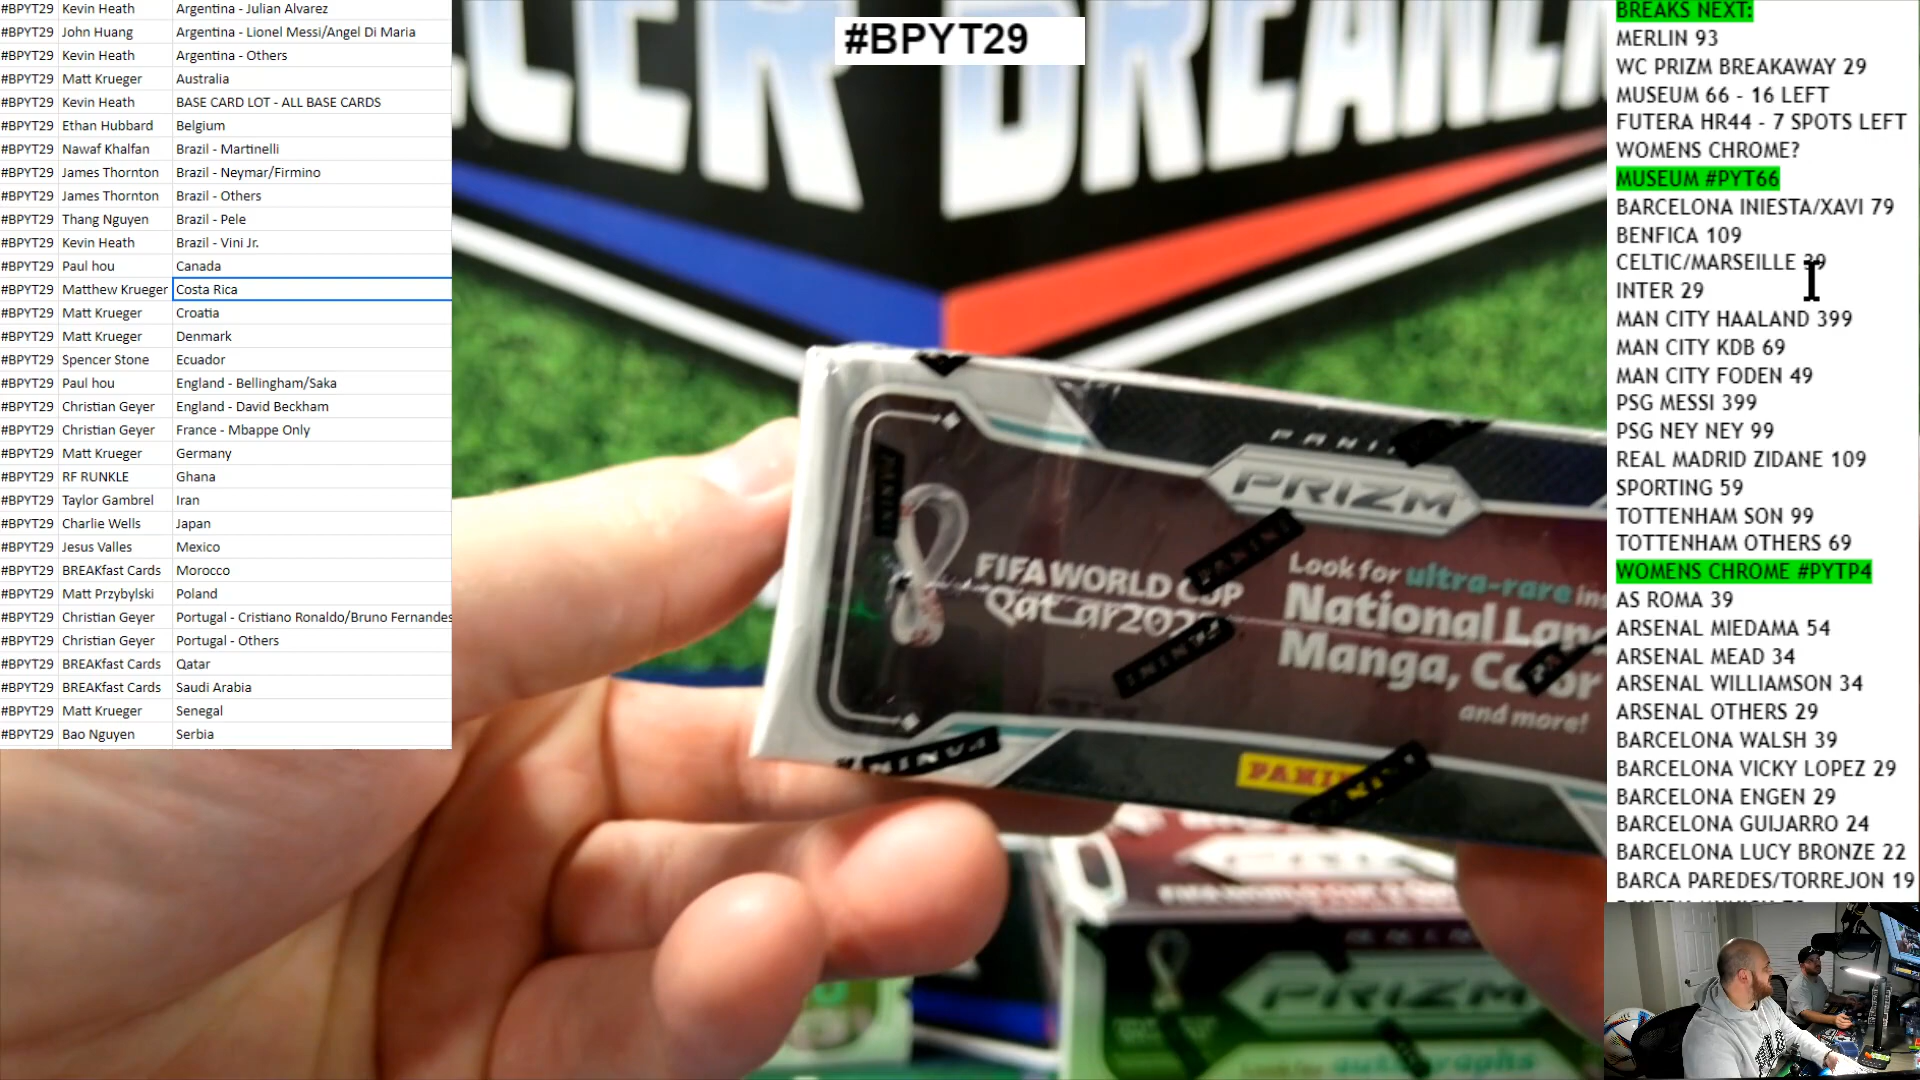 #BPYT29 Kevin Heath Argentina - Julian Alvarez
#BPYT29 John Huang Argentina - Lionel Messi/Angel Di Maria
#BPYT29 Kevin Heath Argentina - Others
#BPYT29 Matt Krueger Australia
#BPYT29 Kevin Heath BASE CARD LOT - ALL BASE CARDS
#BPYT29 Ethan Hubbard Belgium
#BPYT29 Nawaf Khalfan Brazil - Martinelli
#BPYT29 James Thornton Brazil - Neymar/Firmino
#BPYT29 James Thornton Brazil - Others
#BPYT29 Thang Nguyen Brazil - Pele
#BPYT29 Kevin Heath Brazil - Vini Jr.
#BPYT29 Paul hou Canada
#BPYT29 Matthew Krueger Costa Rica
#BPYT29 Matt Krueger Croatia
#BPYT29 Matt Krueger Denmark
#BPYT29 Spencer Stone Ecuador
#BPYT29 Paul hou England - Bellingham/Saka
#BPYT29 Christian Geyer England - David Beckham
#BPYT29 Christian Geyer France - Mbappe Only
#BPYT29 Matt Krueger Germany
#BPYT29 RF RUNKLE Ghana
#BPYT29 Taylor Gambrel Iran
#BPYT29 Charlie Wells Japan
#BPYT29 Jesus Valles Mexico
#BPYT29 BREAKfast Cards Morocco
#BPYT29 Matt Przybylski Poland
#BPYT29 Christian Geyer Portugal - Cristiano Ronaldo/Bruno Fernandes
#BPYT29 Christian Geyer Portugal - Others
#BPYT29 BREAKfast Cards Qatar
#BPYT29 BREAKfast Cards Saudi Arabia
#BPYT29 Matt Krueger Senegal
#BPYT29 Bao Nguyen Serbia
#BPYT29
PANINI
PRIZM
FIFA WORLD CUP
Qatar2022
Look for ultra-rare
National
Manga, Color
and more!
PANINI
PANINI
PANINI
PANINI
PANINI
PRIZM
autographs
BREAKS NEXT:
MERLIN 93
WC PRIZM BREAKAWAY 29
MUSEUM 66 - 16 LEFT
FUTERA HR44 - 7 SPOTS LEFT
WOMENS CHROME?
MUSEUM #PYT66
BARCELONA INIESTA/XAVI 79
BENFICA 109
CELTIC/MARSEILLE 39
INTER 29
MAN CITY HAALAND 399
MAN CITY KDB 69
MAN CITY FODEN 49
PSG MESSI 399
PSG NEY NEY 99
REAL MADRID ZIDANE 109
SPORTING 59
TOTTENHAM SON 99
TOTTENHAM OTHERS 69
WOMENS CHROME #PYTP4
AS ROMA 39
ARSENAL MIEDAMA 54
ARSENAL MEAD 34
ARSENAL WILLIAMSON 34
ARSENAL OTHERS 29
BARCELONA WALSH 39
BARCELONA VICKY LOPEZ 29
BARCELONA ENGEN 29
BARCELONA GUIJARRO 24
BARCELONA LUCY BRONZE 22
BARCA PAREDES/TORREJON 19